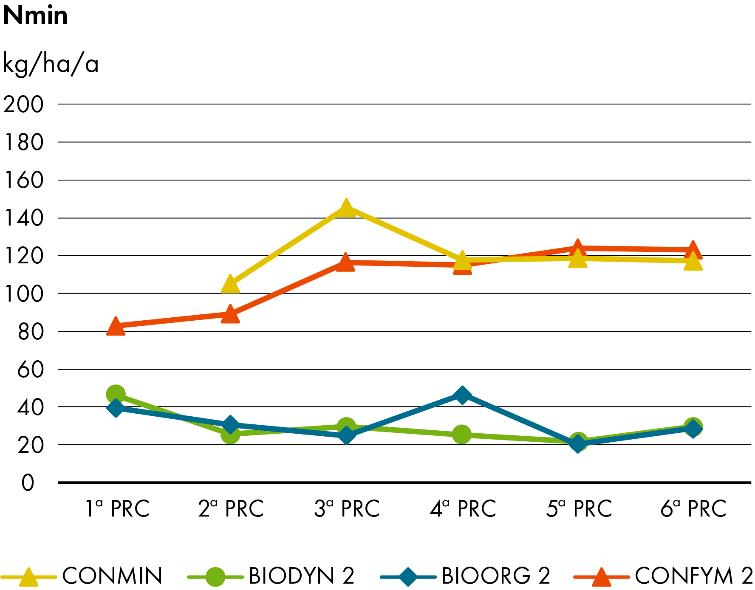 Nmin
kg/ha/a
200
180
160
140
120
100
80
60
40
20
0
1ª PRC 2ª PRC 3ª PRC 4ª PRC 5ª PRC 6ª PRC
CONMIN BIODYN 2 BIOORG 2 CONFYM 2